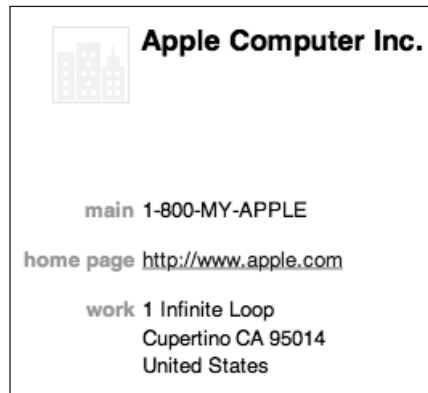 Apple Computer Inc.
main 1-800-MY-APPLE
home page http://www.apple.com
work 1 Infinite Loop
Cupertino CA 95014
United States